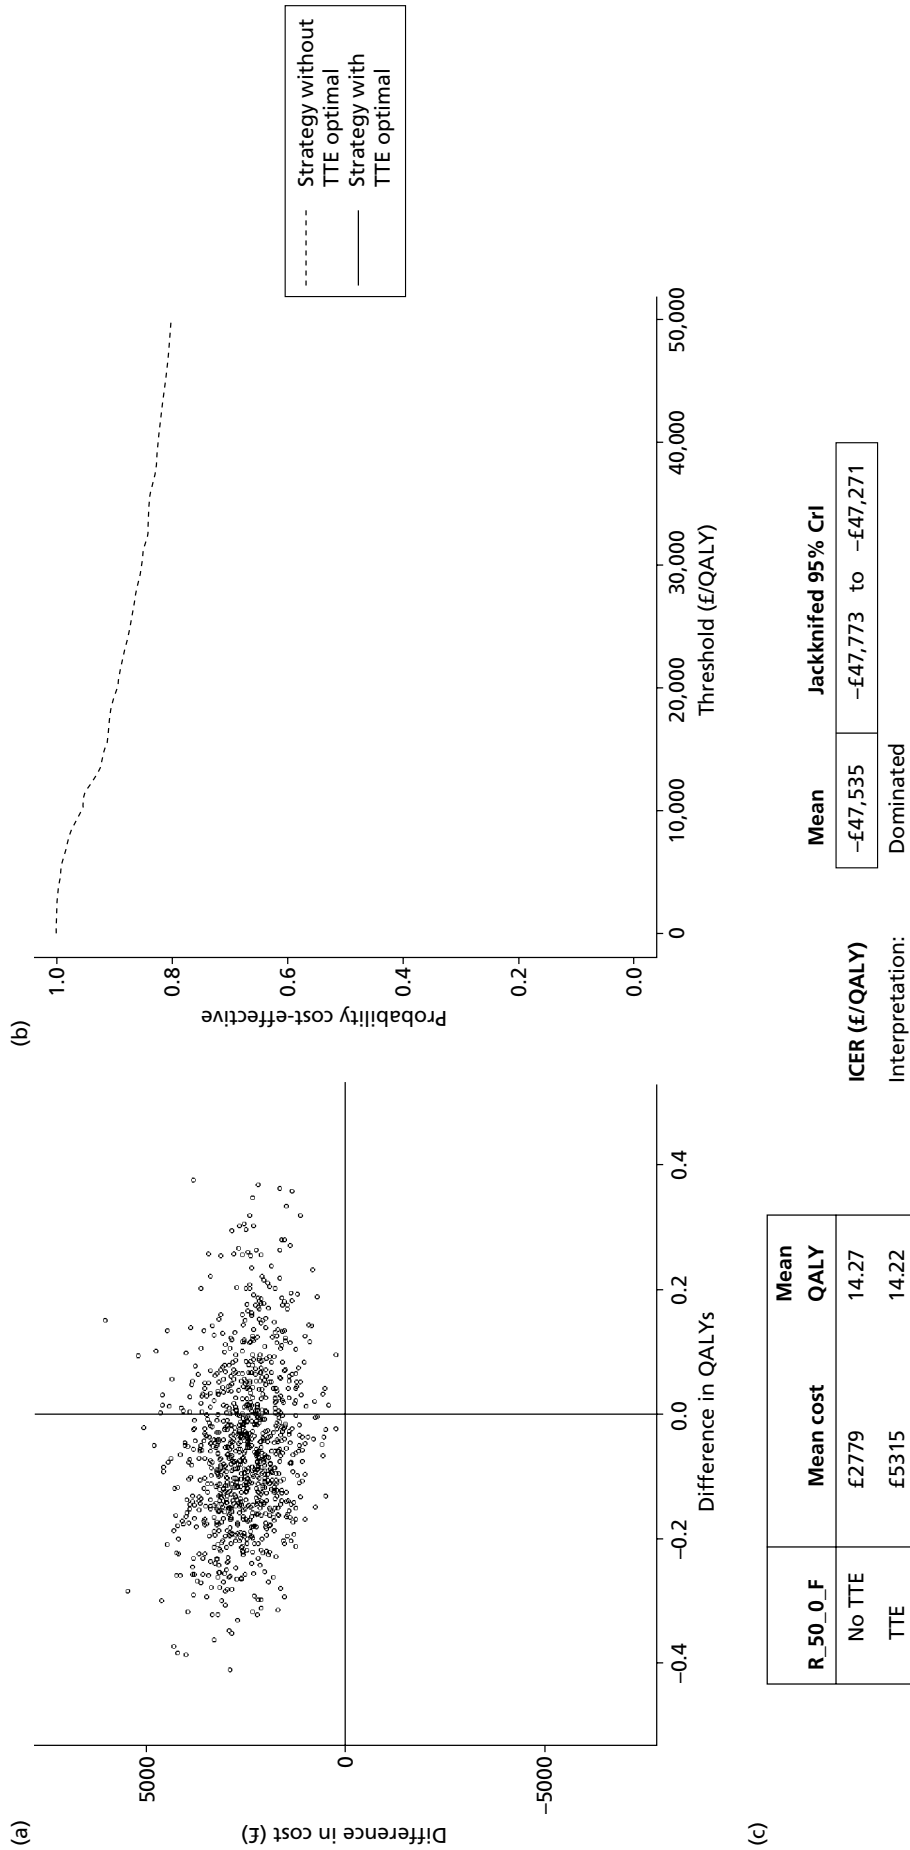 (a)
Difference in cost (£)
5000
0
−5000
−0.4
−0.2
0.0
0.2
0.4
Difference in QALYs
(b)
Probability cost-effective
1.0
0.8
0.6
0.4
0.2
0.0
0
10,000
20,000
30,000
40,000
50,000
Threshold (£/QALY)
Strategy without
TTE optimal
Strategy with
TTE optimal
(c)
R_50_0_F Mean cost Mean QALY
No TTE £2779 14.27
TTE £5315 14.22
Mean Jackknifed 95% CrI
ICER (£/QALY) −£47,535 −£47,773 to −£47,271
Interpretation: Dominated